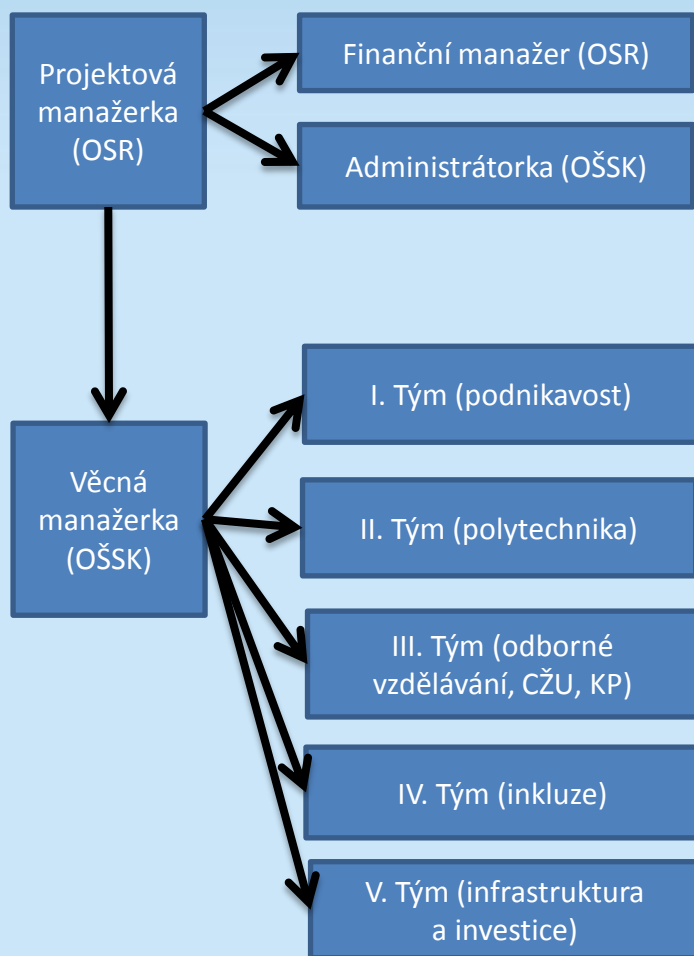 Projektová
manažerka
(OSR)
Finanční manažer (OSR)
Administrátorka (OŠSK)
Věcná
manažerka
(OŠSK)
I. Tým (podnikavost)
II. Tým (polytechnika)
III. Tým (odborné
vzdělávání, CŽU, KP)
IV. Tým (inkluze)
V. Tým (infrastruktura
a investice)